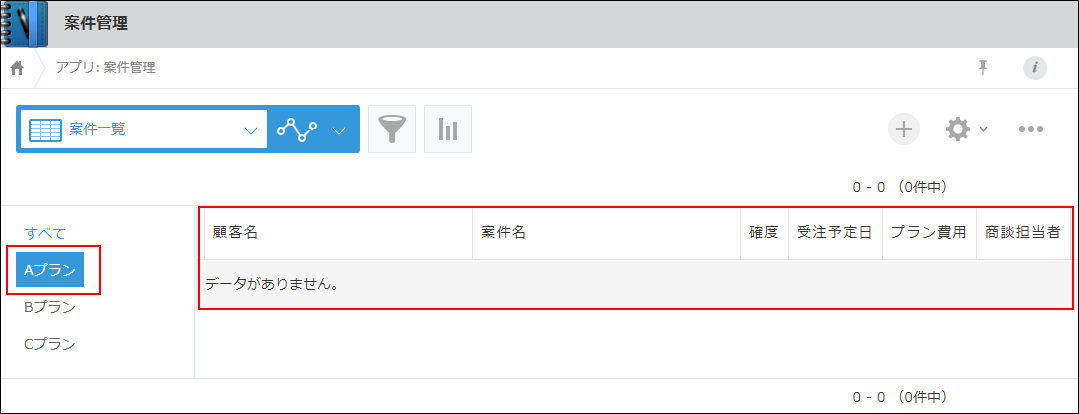 案件管理
アプリ: 案件管理
案件一覧
0 - 0 （0件中）
すべて
Aプラン
Bプラン
Cプラン
顧客名 案件名 確度 受注予定日 プラン費用 商談担当者
データがありません。
0 - 0 （0件中）